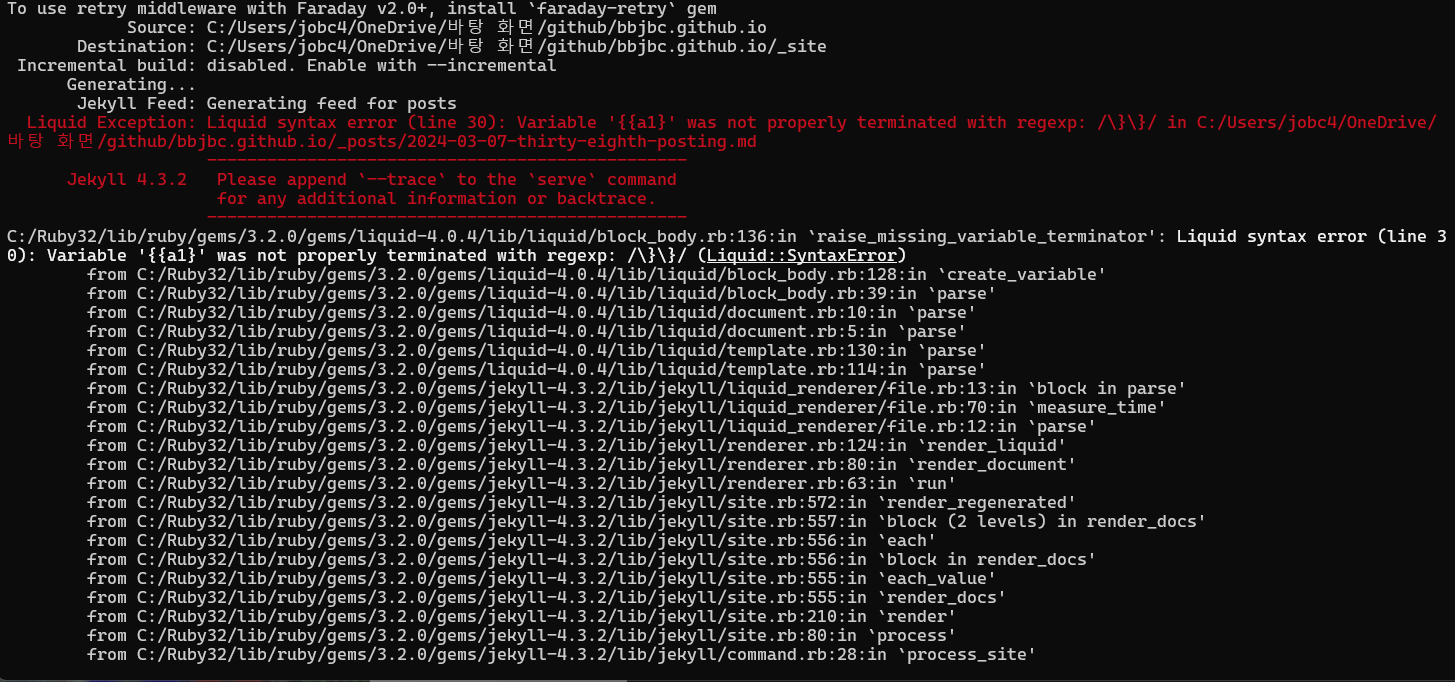 To use retry middleware with Faraday v2.0+, install `faraday-retry` gem
Source: C:/Users/jobc4/OneDrive/바탕 화면/github/bbjbc.github.io
Destination: C:/Users/jobc4/OneDrive/바탕 화면/github/bbjbc.github.io/_site
Incremental build: disabled. Enable with --incremental
Generating...
Jekyll Feed: Generating feed for posts
Liquid Exception: Liquid syntax error (line 30): Variable '{{a1}' was not properly terminated with regexp: /\}\}/ in C:/Users/jobc4/OneDrive/
바탕 화면/github/bbjbc.github.io/_posts/2024-03-07-thirty-eighth-posting.md
------------------------------------------------
Jekyll 4.3.2 Please append `--trace` to the `serve` command
for any additional information or backtrace.
------------------------------------------------
C:/Ruby32/lib/ruby/gems/3.2.0/gems/liquid-4.0.4/lib/liquid/block_body.rb:136:in `raise_missing_variable_terminator': Liquid syntax error (line 3
0): Variable '{{a1}' was not properly terminated with regexp: /\}\}/ (Liquid::SyntaxError)
from C:/Ruby32/lib/ruby/gems/3.2.0/gems/liquid-4.0.4/lib/liquid/block_body.rb:128:in `create_variable'
from C:/Ruby32/lib/ruby/gems/3.2.0/gems/liquid-4.0.4/lib/liquid/block_body.rb:39:in `parse'
from C:/Ruby32/lib/ruby/gems/3.2.0/gems/liquid-4.0.4/lib/liquid/document.rb:10:in `parse'
from C:/Ruby32/lib/ruby/gems/3.2.0/gems/liquid-4.0.4/lib/liquid/document.rb:5:in `parse'
from C:/Ruby32/lib/ruby/gems/3.2.0/gems/liquid-4.0.4/lib/liquid/template.rb:130:in `parse'
from C:/Ruby32/lib/ruby/gems/3.2.0/gems/liquid-4.0.4/lib/liquid/template.rb:114:in `parse'
from C:/Ruby32/lib/ruby/gems/3.2.0/gems/jekyll-4.3.2/lib/jekyll/liquid_renderer/file.rb:13:in `block in parse'
from C:/Ruby32/lib/ruby/gems/3.2.0/gems/jekyll-4.3.2/lib/jekyll/liquid_renderer/file.rb:70:in `measure_time'
from C:/Ruby32/lib/ruby/gems/3.2.0/gems/jekyll-4.3.2/lib/jekyll/liquid_renderer/file.rb:12:in `parse'
from C:/Ruby32/lib/ruby/gems/3.2.0/gems/jekyll-4.3.2/lib/jekyll/renderer.rb:124:in `render_liquid'
from C:/Ruby32/lib/ruby/gems/3.2.0/gems/jekyll-4.3.2/lib/jekyll/renderer.rb:80:in `render_document'
from C:/Ruby32/lib/ruby/gems/3.2.0/gems/jekyll-4.3.2/lib/jekyll/renderer.rb:63:in `run'
from C:/Ruby32/lib/ruby/gems/3.2.0/gems/jekyll-4.3.2/lib/jekyll/site.rb:572:in `render_regenerated'
from C:/Ruby32/lib/ruby/gems/3.2.0/gems/jekyll-4.3.2/lib/jekyll/site.rb:557:in `block (2 levels) in render_docs'
from C:/Ruby32/lib/ruby/gems/3.2.0/gems/jekyll-4.3.2/lib/jekyll/site.rb:556:in `each'
from C:/Ruby32/lib/ruby/gems/3.2.0/gems/jekyll-4.3.2/lib/jekyll/site.rb:556:in `block in render_docs'
from C:/Ruby32/lib/ruby/gems/3.2.0/gems/jekyll-4.3.2/lib/jekyll/site.rb:555:in `each_value'
from C:/Ruby32/lib/ruby/gems/3.2.0/gems/jekyll-4.3.2/lib/jekyll/site.rb:555:in `render_docs'
from C:/Ruby32/lib/ruby/gems/3.2.0/gems/jekyll-4.3.2/lib/jekyll/site.rb:210:in `render'
from C:/Ruby32/lib/ruby/gems/3.2.0/gems/jekyll-4.3.2/lib/jekyll/site.rb:80:in `process'
from C:/Ruby32/lib/ruby/gems/3.2.0/gems/jekyll-4.3.2/lib/jekyll/command.rb:28:in `process_site'